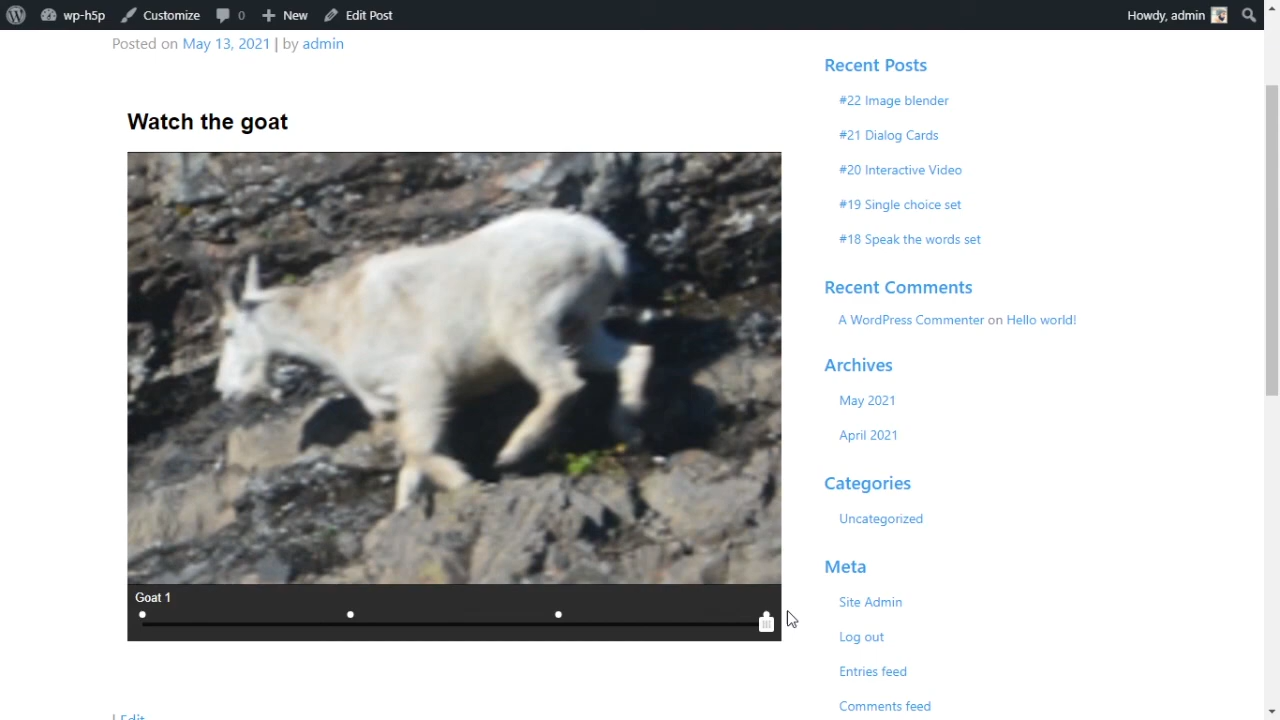 wp-h5p Customize 0 New Edit Post Howdy, admin
Posted on May 13, 2021 | by admin
Watch the goat
Goat 1
| Edit
Recent Posts
#22 Image blender
#21 Dialog Cards
#20 Interactive Video
#19 Single choice set
#18 Speak the words set
Recent Comments
A WordPress Commenter on Hello world!
Archives
May 2021
April 2021
Categories
Uncategorized
Meta
Site Admin
Log out
Entries feed
Comments feed